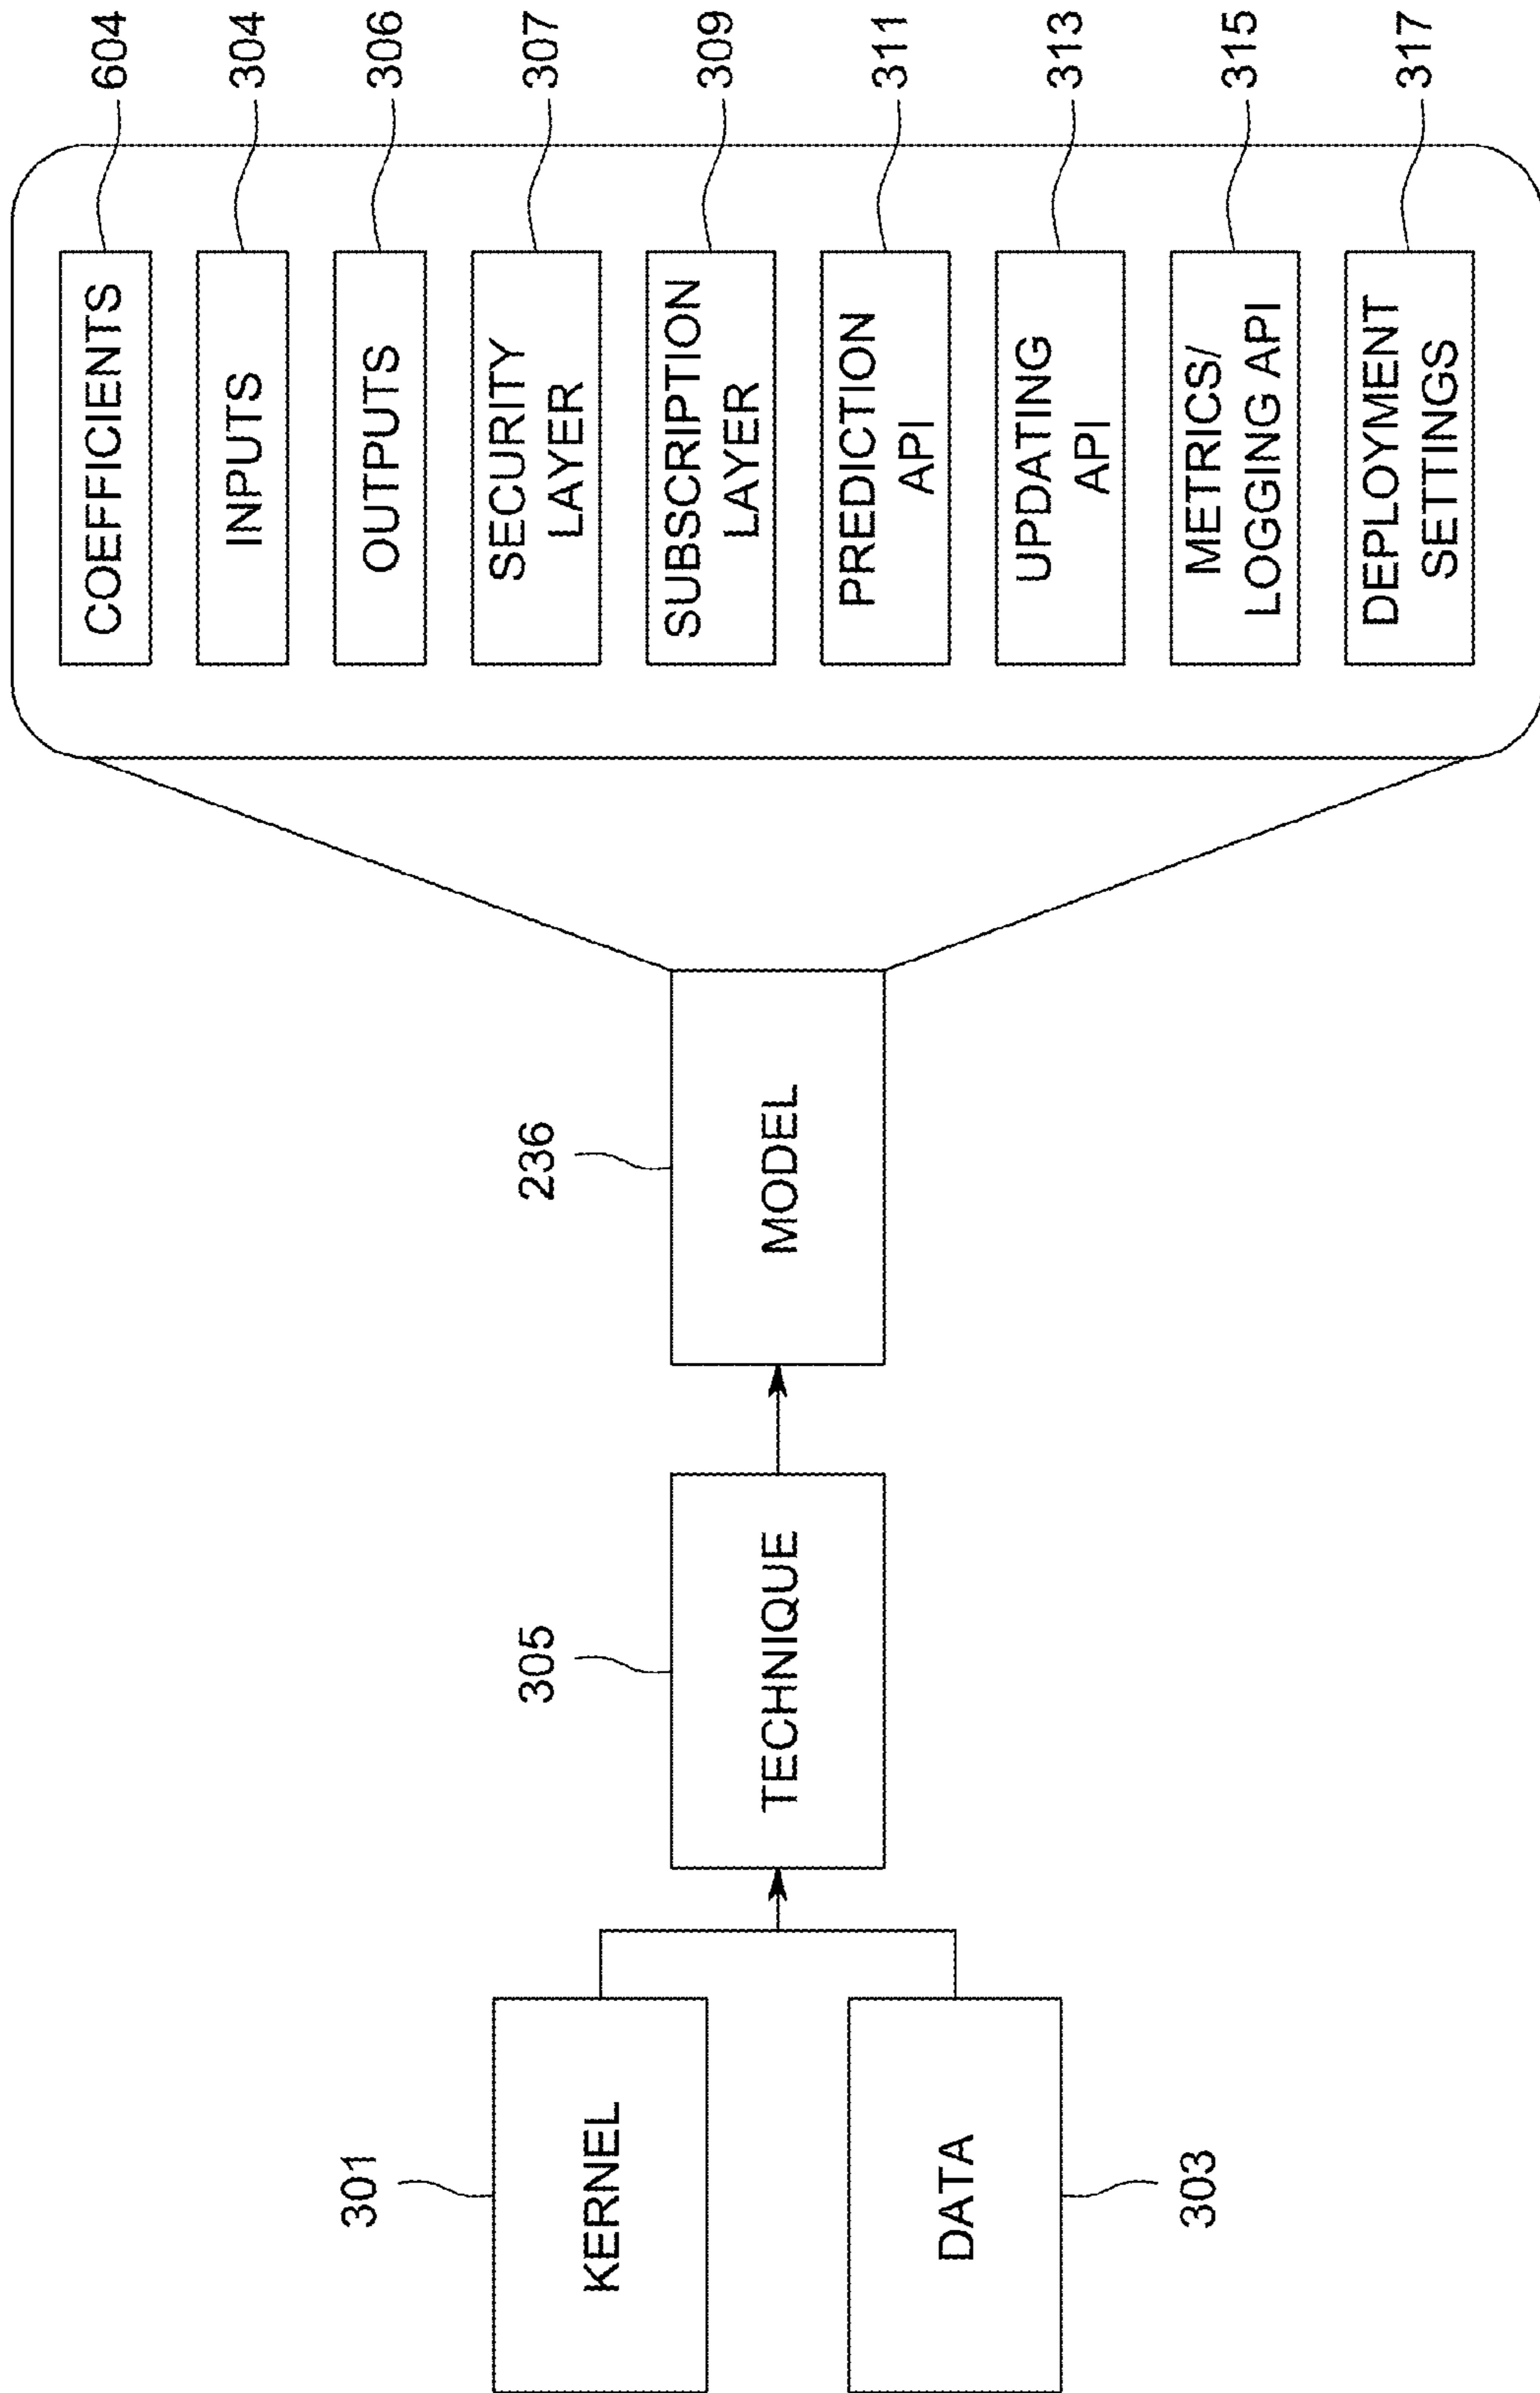 301
KERNEL
DATA
303
305
TECHNIQUE
236
MODEL
COEFFICIENTS
604
INPUTS
304
OUTPUTS
306
SECURITY
LAYER
307
SUBSCRIPTION
LAYER
309
PREDICTION
API
311
UPDATING
API
313
METRICS/
LOGGING API
315
DEPLOYMENT
SETTINGS
317